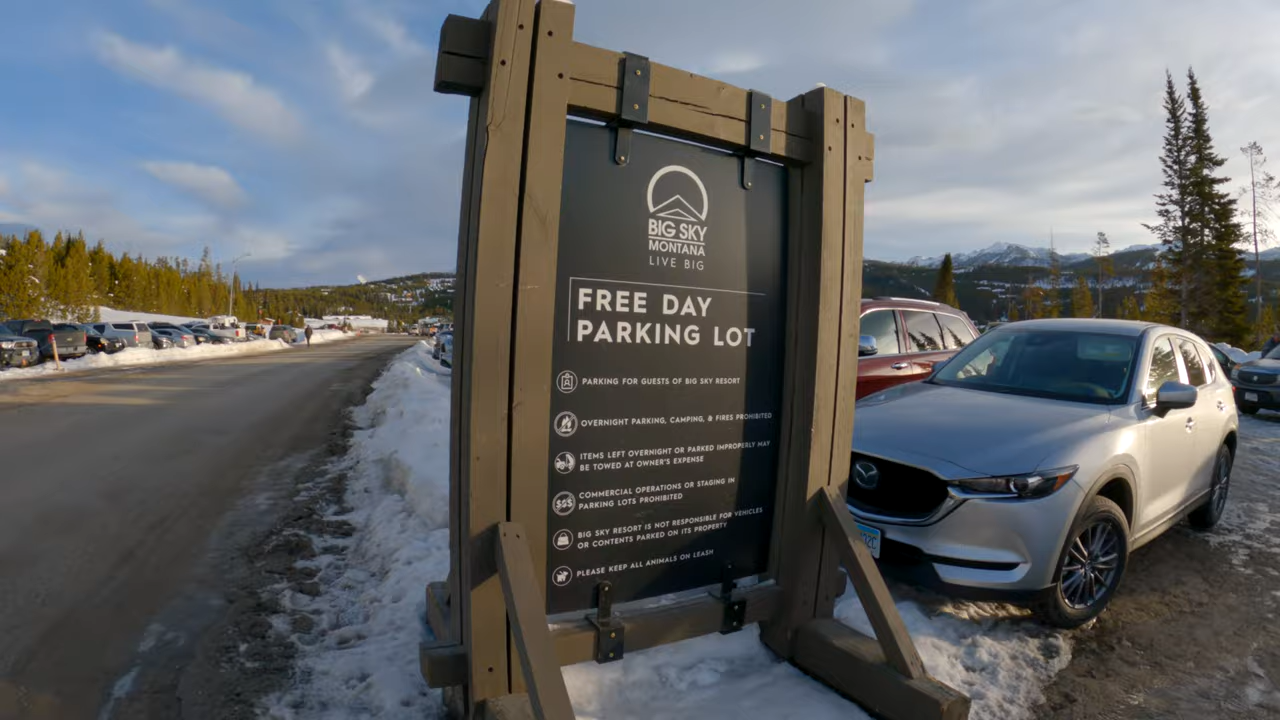 BIG SKY
MONTANA
LIVE BIG
FREE DAY
PARKING LOT
PARKING FOR GUESTS OF BIG SKY RESORT
OVERNIGHT PARKING, CAMPING, & FIRES PROHIBITED
ITEMS LEFT OVERNIGHT OR PARKED IMPROPERLY MAY
BE TOWED AT OWNER'S EXPENSE
$$$
COMMERCIAL OPERATIONS OR STAGING IN
PARKING LOTS PROHIBITED
BIG SKY RESORT IS NOT RESPONSIBLE FOR VEHICLES
OR CONTENTS PARKED ON ITS PROPERTY
PLEASE KEEP ALL ANIMALS ON LEASH